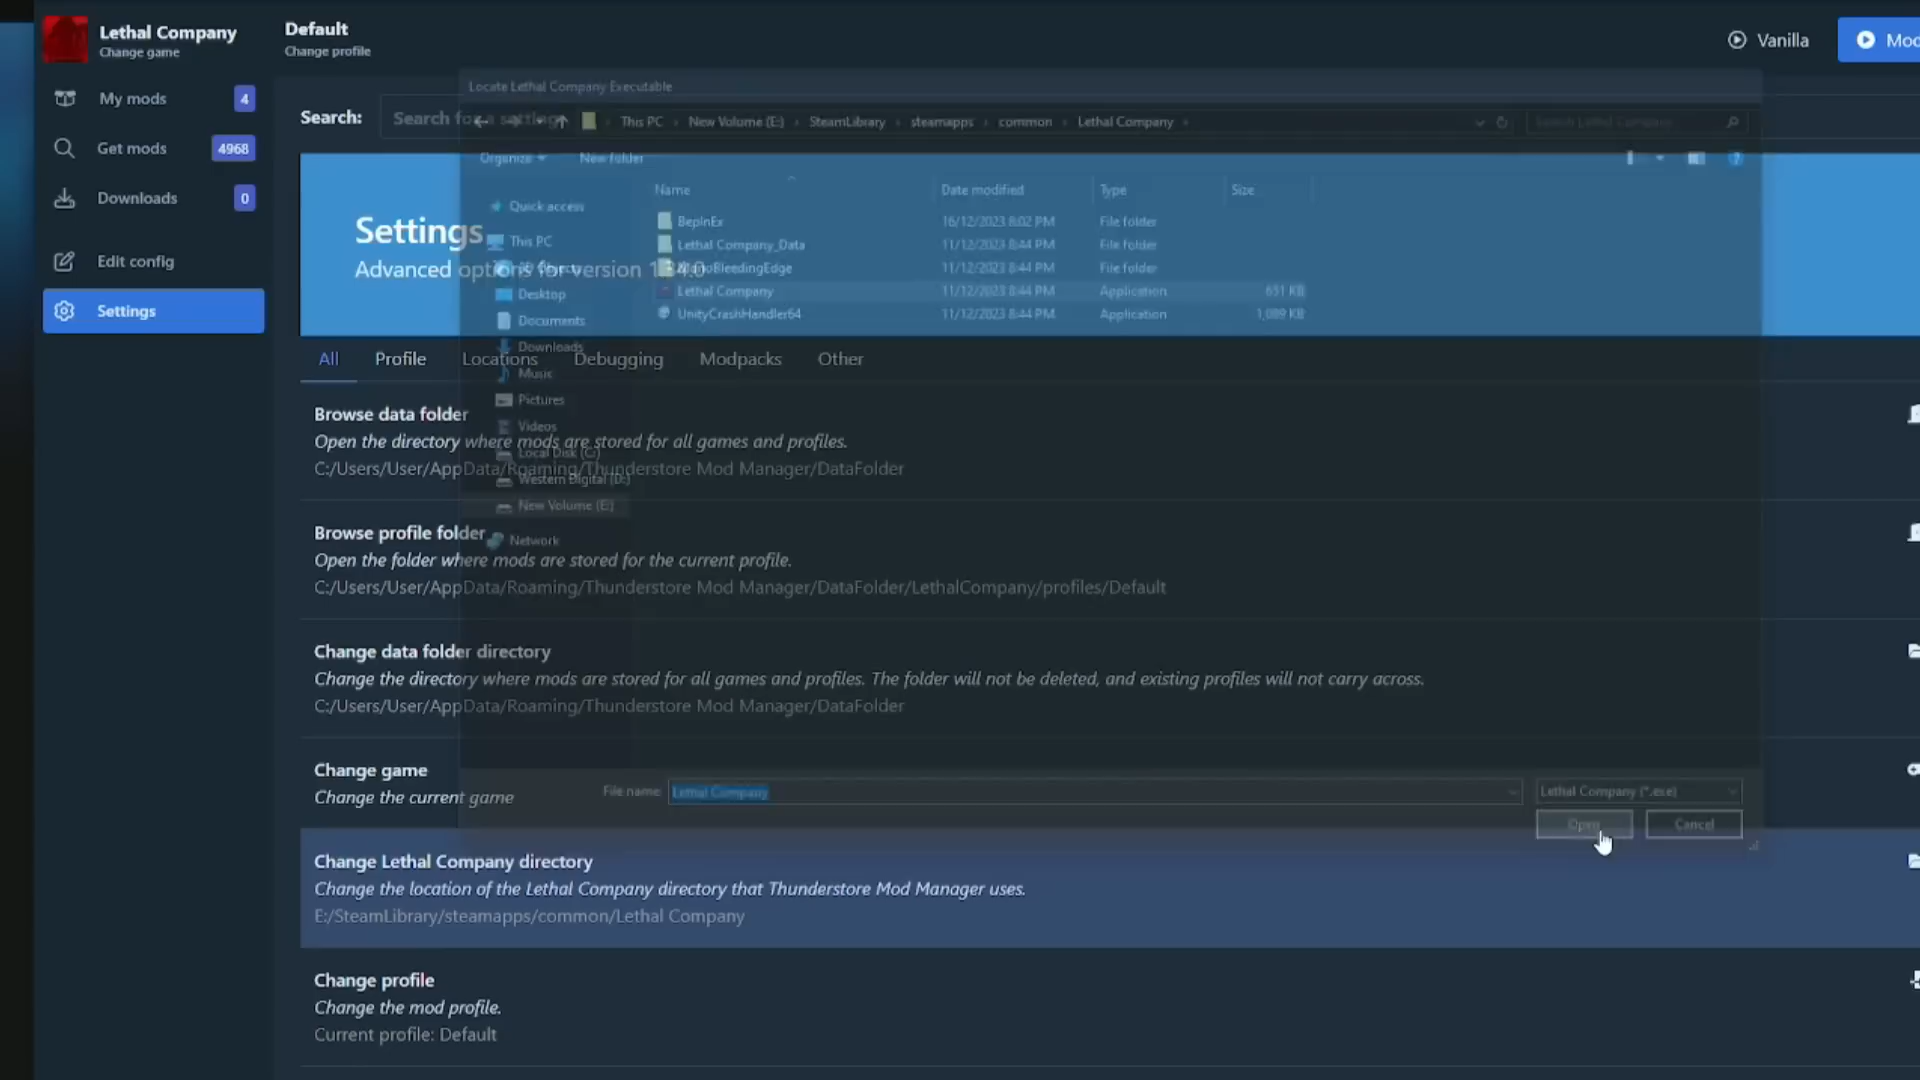 Lethal Company
Change game
Default
Change profile
Vanilla
My mods
4
Get mods
4968
Downloads
0
Edit config
Settings
Search:
Search for a setting
Locate Lethal Company Executable
This PC
New Volume (E:)
SteamLibrary
steamapps
common
Lethal Company
Search Lethal Company
Organize
New folder
Name
Date modified
Type
Size
BepInEx
16/12/2023 8:02 PM
File folder
Lethal Company_Data
11/12/2023 8:44 PM
File folder
MonoBleedingEdge
11/12/2023 8:44 PM
File folder
Lethal Company
11/12/2023 8:44 PM
Application
651 KB
UnityCrashHandler64
11/12/2023 8:44 PM
Application
1,089 KB
Quick access
This PC
3D Objects
Desktop
Documents
Downloads
Music
Pictures
Videos
Local Disk (C:)
Western Digital (D:)
New Volume (E:)
Network
Settings
Advanced options for version
All
Profile
Locations
Debugging
Modpacks
Other
Browse data folder
Open the directory where mods are stored for all games and profiles.
C:/Users/User/AppData/Roaming/Thunderstore Mod Manager/DataFolder
Browse profile folder
Open the folder where mods are stored for the current profile.
C:/Users/User/AppData/Roaming/Thunderstore Mod Manager/DataFolder/LethalCompany/profiles/Default
Change data folder directory
Change the directory where mods are stored for all games and profiles. The folder will not be deleted, and existing profiles will not carry across.
C:/Users/User/AppData/Roaming/Thunderstore Mod Manager/DataFolder
Change game
Change the current game
File name:
Lethal Company
Lethal Company (*.exe)
Open
Cancel
Change Lethal Company directory
Change the location of the Lethal Company directory that Thunderstore Mod Manager uses.
E:/SteamLibrary/steamapps/common/Lethal Company
Change profile
Change the mod profile.
Current profile: Default